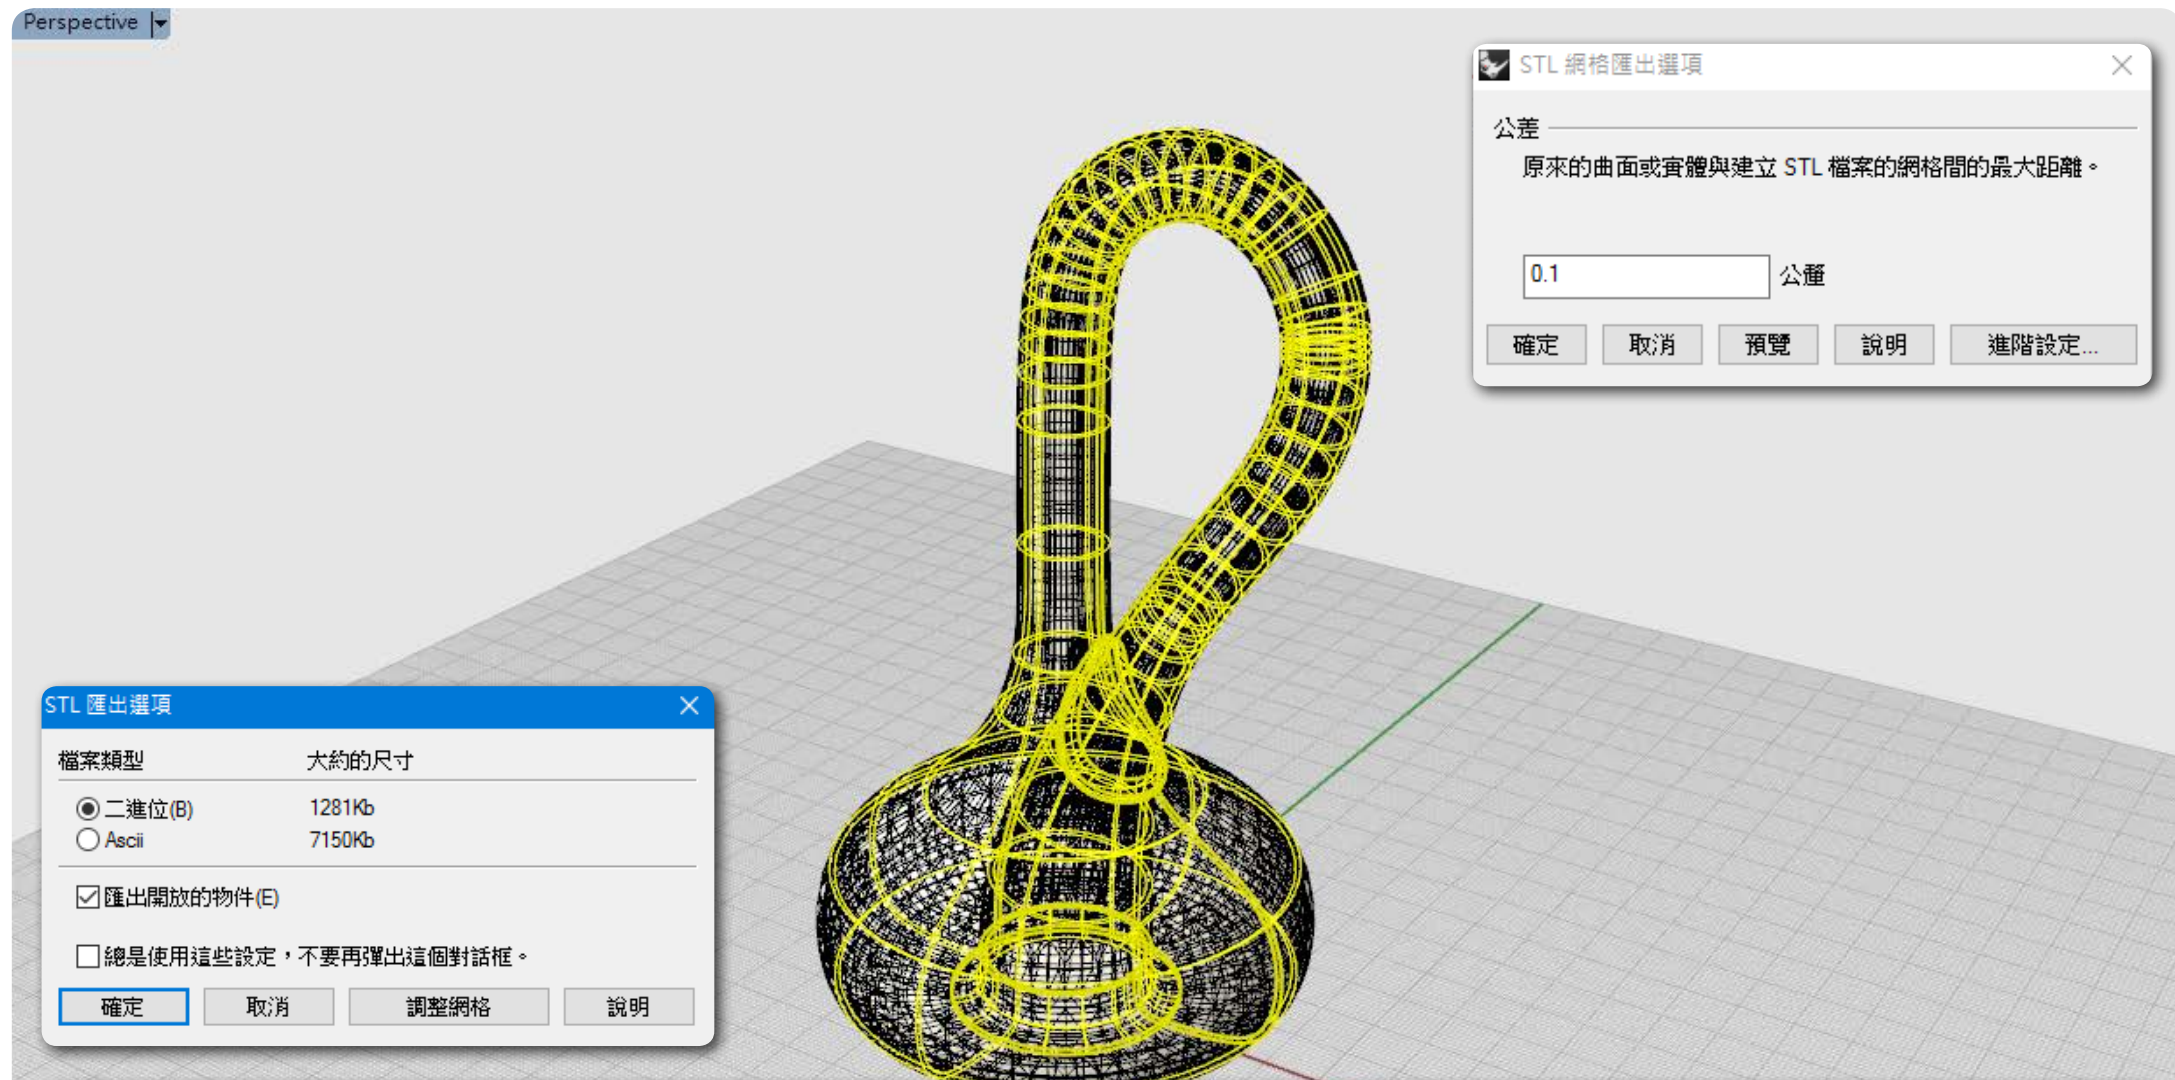 Perspective
STL 網格匯出選項
公差
原來的曲面或實體與建立 STL 檔案的網格間的最大距離。
0.1 公釐
確定 取消 預覽 說明 進階設定...
STL 匯出選項
檔案類型 大約的尺寸
二進位(B) 1281Kb
Ascii 7150Kb
匯出開放的物件(E)
總是使用這些設定，不要再彈出這個對話框。
確定 取消 調整網格 說明